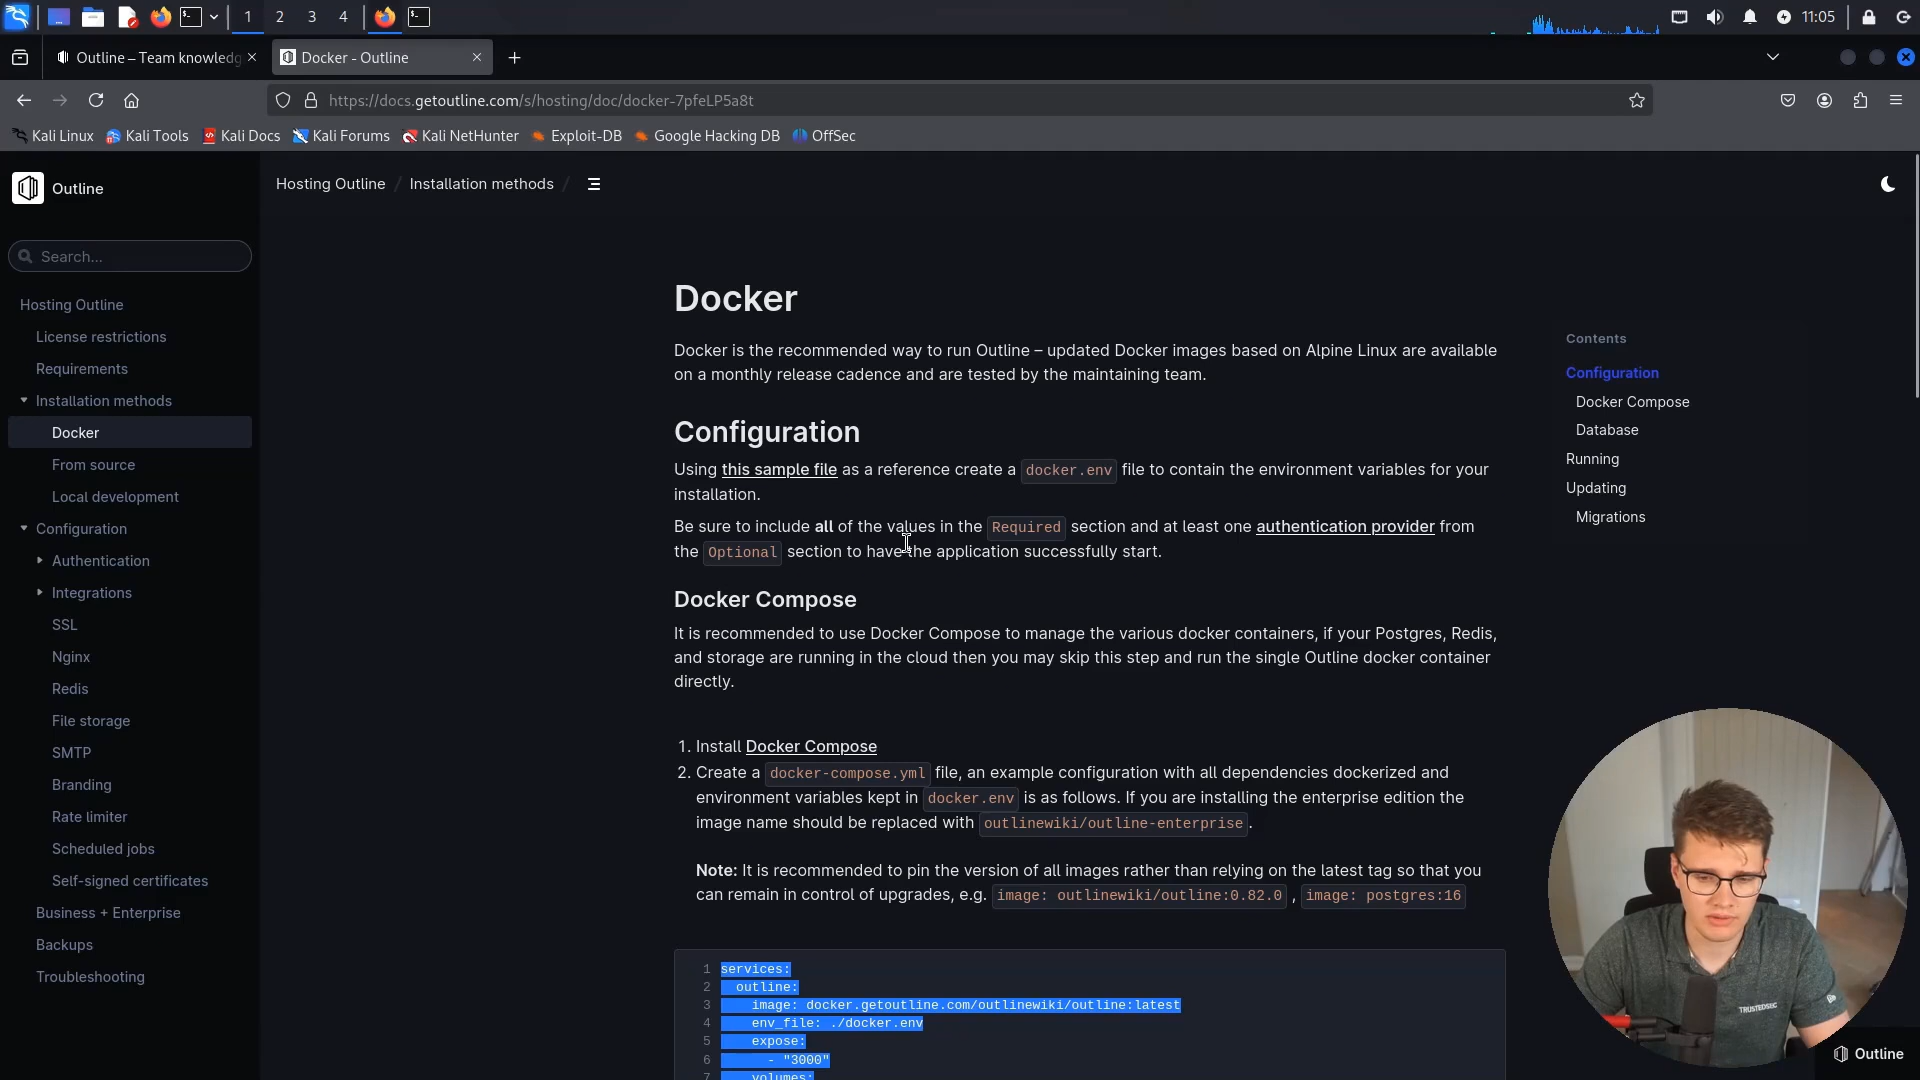 1
2
3
4
11:05
Outline – Team knowledg
Docker - Outline
https://docs.getoutline.com/s/hosting/doc/docker-7pfeLP5a8t
Kali Linux
Kali Tools
Kali Docs
Kali Forums
Kali NetHunter
Exploit-DB
Google Hacking DB
OffSec
Outline
Search...
Hosting Outline
License restrictions
Requirements
Installation methods
Docker
From source
Local development
Configuration
Authentication
Integrations
SSL
Nginx
Redis
File storage
SMTP
Branding
Rate limiter
Scheduled jobs
Self-signed certificates
Business + Enterprise
Backups
Troubleshooting
Hosting Outline / Installation methods /
Docker
Docker is the recommended way to run Outline – updated Docker images based on Alpine Linux are available
on a monthly release cadence and are tested by the maintaining team.
Configuration
Using this sample file as a reference create a docker.env file to contain the environment variables for your
installation.
Be sure to include all of the values in the Required section and at least one authentication provider from
the Optional section to have the application successfully start.
Docker Compose
It is recommended to use Docker Compose to manage the various docker containers, if your Postgres, Redis,
and storage are running in the cloud then you may skip this step and run the single Outline docker container
directly.
1. Install Docker Compose
2. Create a docker-compose.yml file, an example configuration with all dependencies dockerized and
environment variables kept in docker.env is as follows. If you are installing the enterprise edition the
image name should be replaced with outlinewiki/outline-enterprise.
Note: It is recommended to pin the version of all images rather than relying on the latest tag so that you
can remain in control of upgrades, e.g. image: outlinewiki/outline:0.82.0 , image: postgres:16
1 services:
2 outline:
3 image: docker.getoutline.com/outlinewiki/outline:latest
4 env_file: ./docker.env
5 expose:
6 - "3000"
7 volumes:
Contents
Configuration
Docker Compose
Database
Running
Updating
Migrations
TRUSTEDSEC
Outline